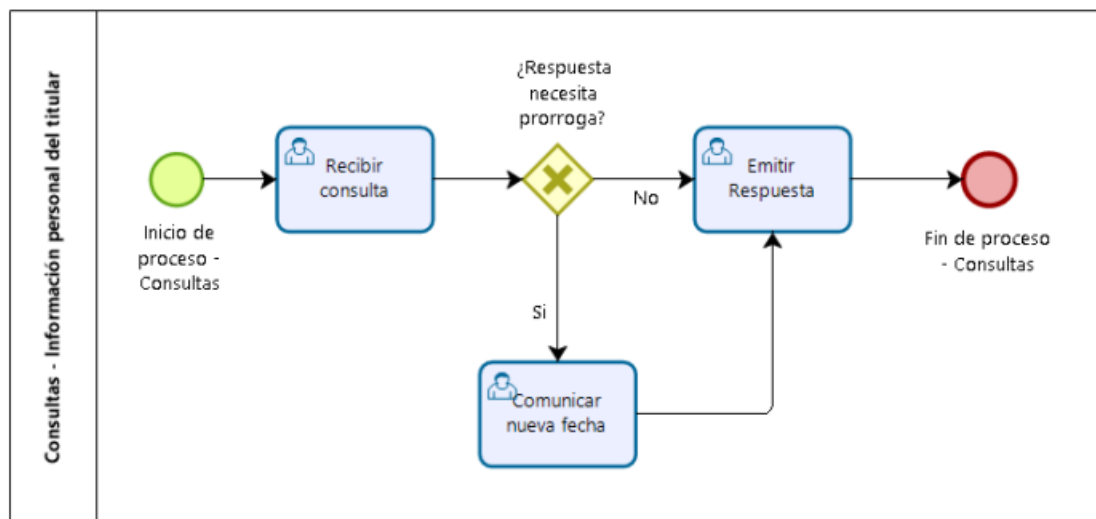 Consultas - Información personal del titular
Inicio de
proceso -
Consultas
Recibir
consulta
¿Respuesta
necesita
prorroga?
No
Si
Comunicar
nueva fecha
Emitir
Respuesta
Fin de proceso
- Consultas